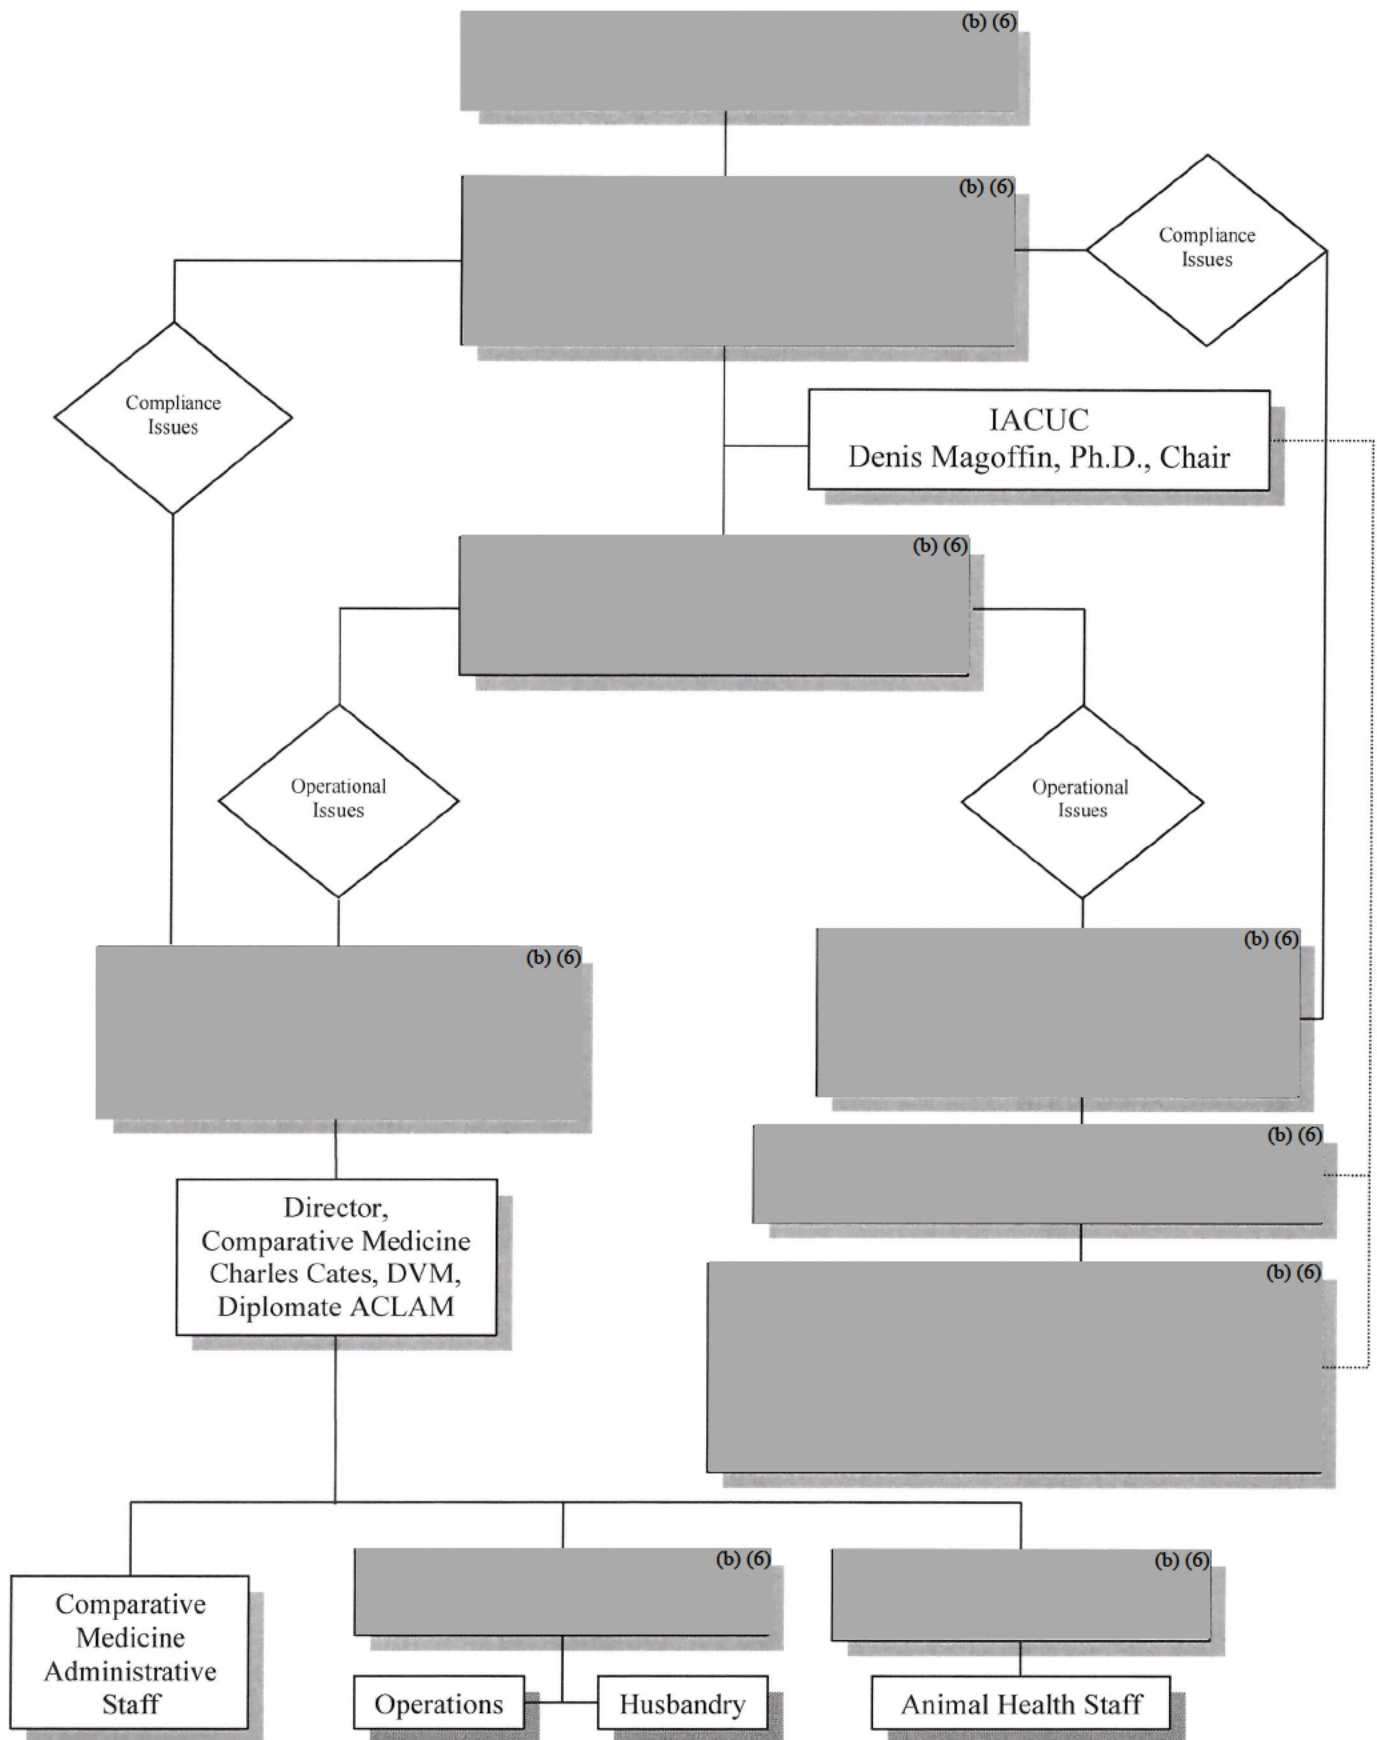 (b) (6)
(b) (6)
Compliance
Issues
Compliance
Issues
IACUC
Denis Magoffin, Ph.D., Chair
(b) (6)
Operational
Issues
Operational
Issues
(b) (6)
(b) (6)
(b) (6)
Director,
Comparative Medicine
Charles Cates, DVM,
Diplomate ACLAM
(b) (6)
(b) (6)
(b) (6)
Comparative
Medicine
Administrative
Staff
Operations
Husbandry
Animal Health Staff